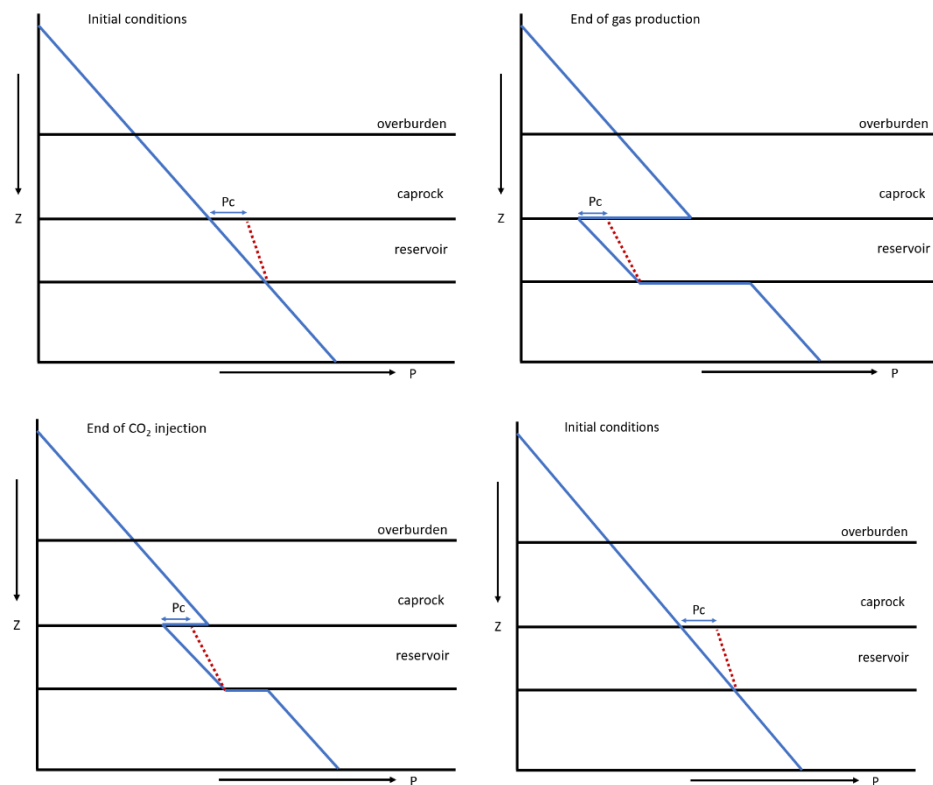 Initial conditions
overburden
caprock
Pc
Z
reservoir
P
End of gas production
overburden
caprock
Pc
Z
reservoir
P
End of CO₂ injection
overburden
caprock
Pc
Z
reservoir
P
Initial conditions
overburden
caprock
Pc
Z
reservoir
P